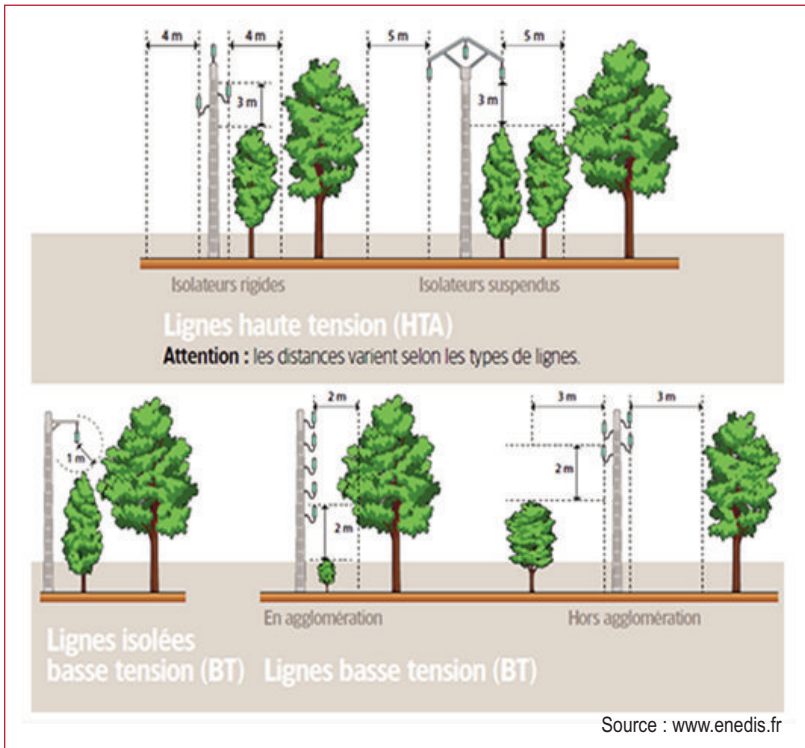 4 m 4 m 5 m 5 m
3 m 3 m
Isolateurs rigides Isolateurs suspendus
Lignes haute tension (HTA)
Attention : les distances varient selon les types de lignes.
2 m 3 m 3 m
1 m 2 m
2 m
En agglomération Hors agglomération
Lignes isolées
basse tension (BT) Lignes basse tension (BT)
Source : www.enedis.fr